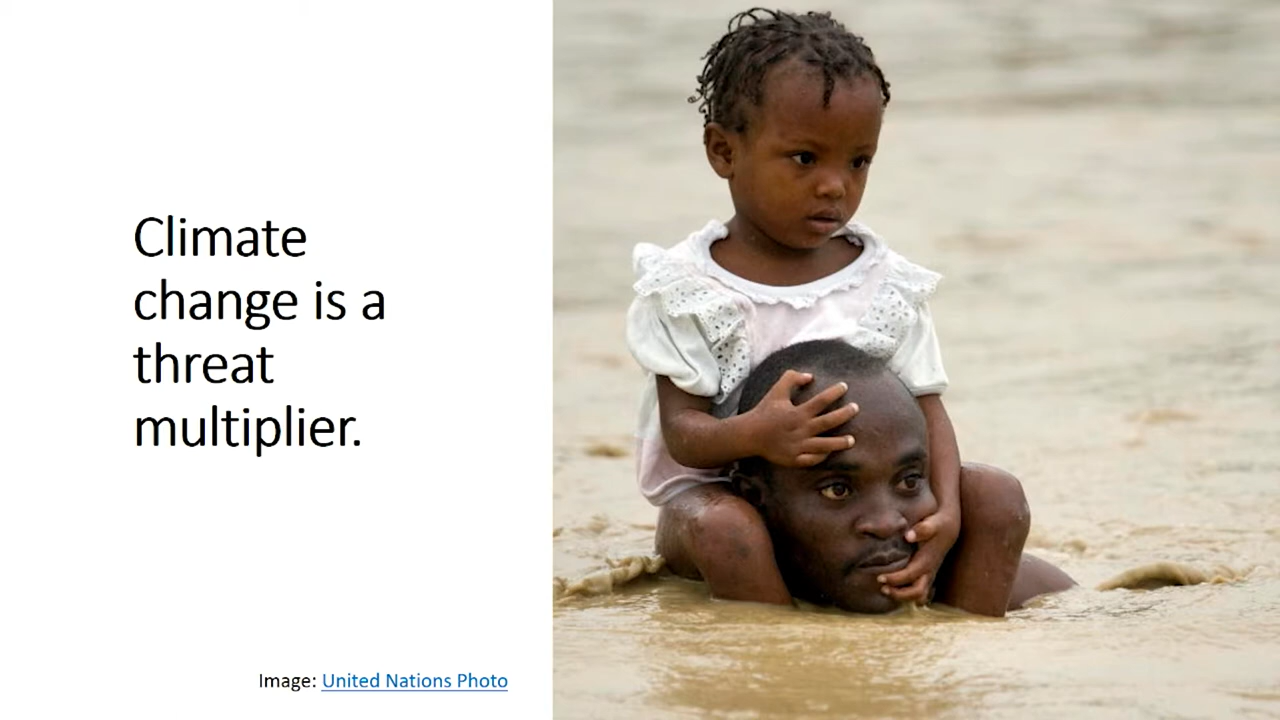 Climate
change is a
threat
multiplier.
Image: United Nations Photo